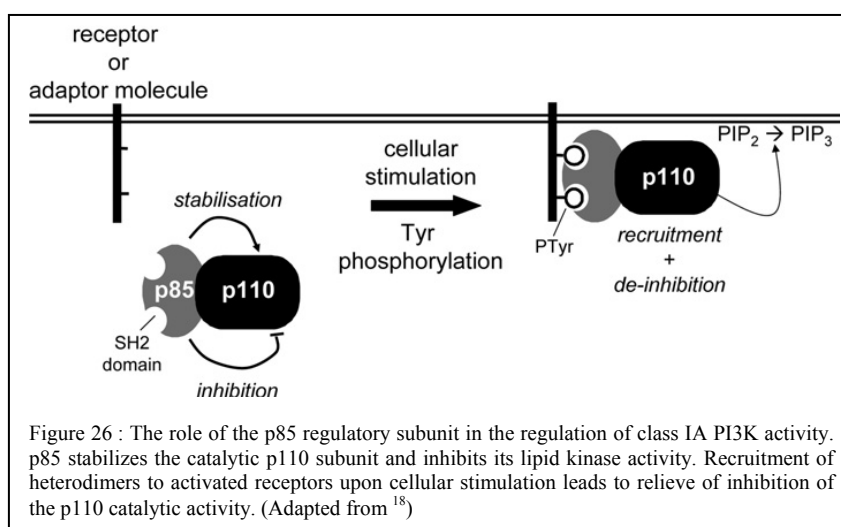 receptor
or
adaptor molecule
stabilisation
p85
p110
SH2
domain
inhibition
cellular
stimulation
Tyr
phosphorylation
PIP2 → PIP3
p110
PTyr
recruitment
+
de-inhibition
Figure 26 : The role of the p85 regulatory subunit in the regulation of class IA PI3K activity.
p85 stabilizes the catalytic p110 subunit and inhibits its lipid kinase activity. Recruitment of
heterodimers to activated receptors upon cellular stimulation leads to relieve of inhibition of
the p110 catalytic activity. (Adapted from 18)